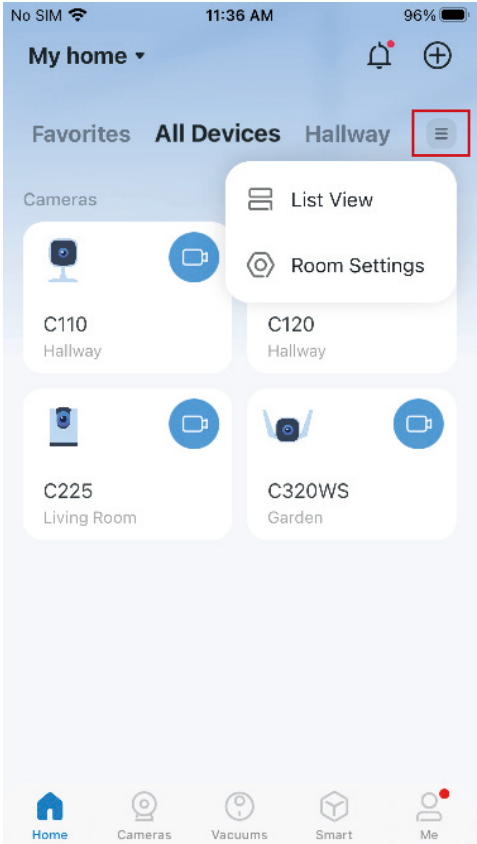 No SIM 11:36 AM 96%
My home
Favorites All Devices Hallway
Cameras
List View
Room Settings
C110 C120
Hallway Hallway
C225 C320WS
Living Room Garden
Home Cameras Vacuums Smart Me